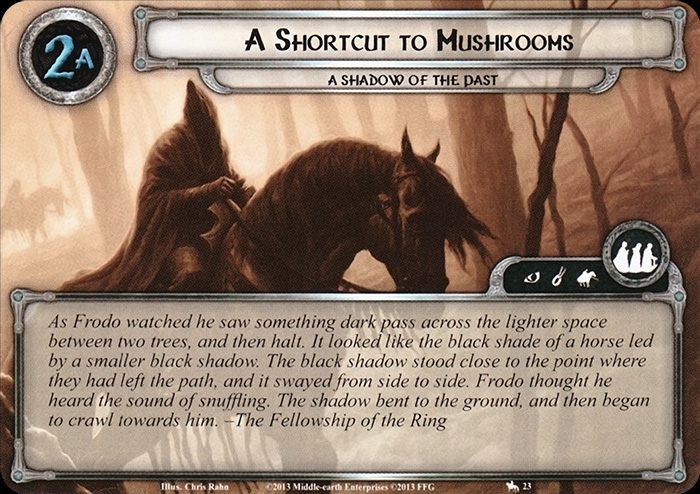 2A
A Shortcut to Mushrooms
A Shadow of the Past
As Frodo watched he saw something dark pass across the lighter space
between two trees, and then halt. It looked like the black shade of a horse led
by a smaller black shadow. The black shadow stood close to the point where
they had left the path, and it swayed from side to side. Frodo thought he
heard the sound of snuffling. The shadow bent to the ground, and then began
to crawl towards him. –The Fellowship of the Ring
Illus. Chris Rahn ©2013 Middle-earth Enterprises ©2013 FFG 23